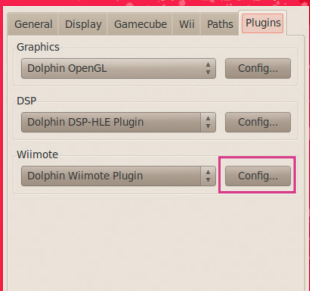 General Display Gamecube Wii Paths Plugins
Graphics
Dolphin OpenGL Config...
DSP
Dolphin DSP-HLE Plugin Config...
Wiimote
Dolphin Wiimote Plugin Config...